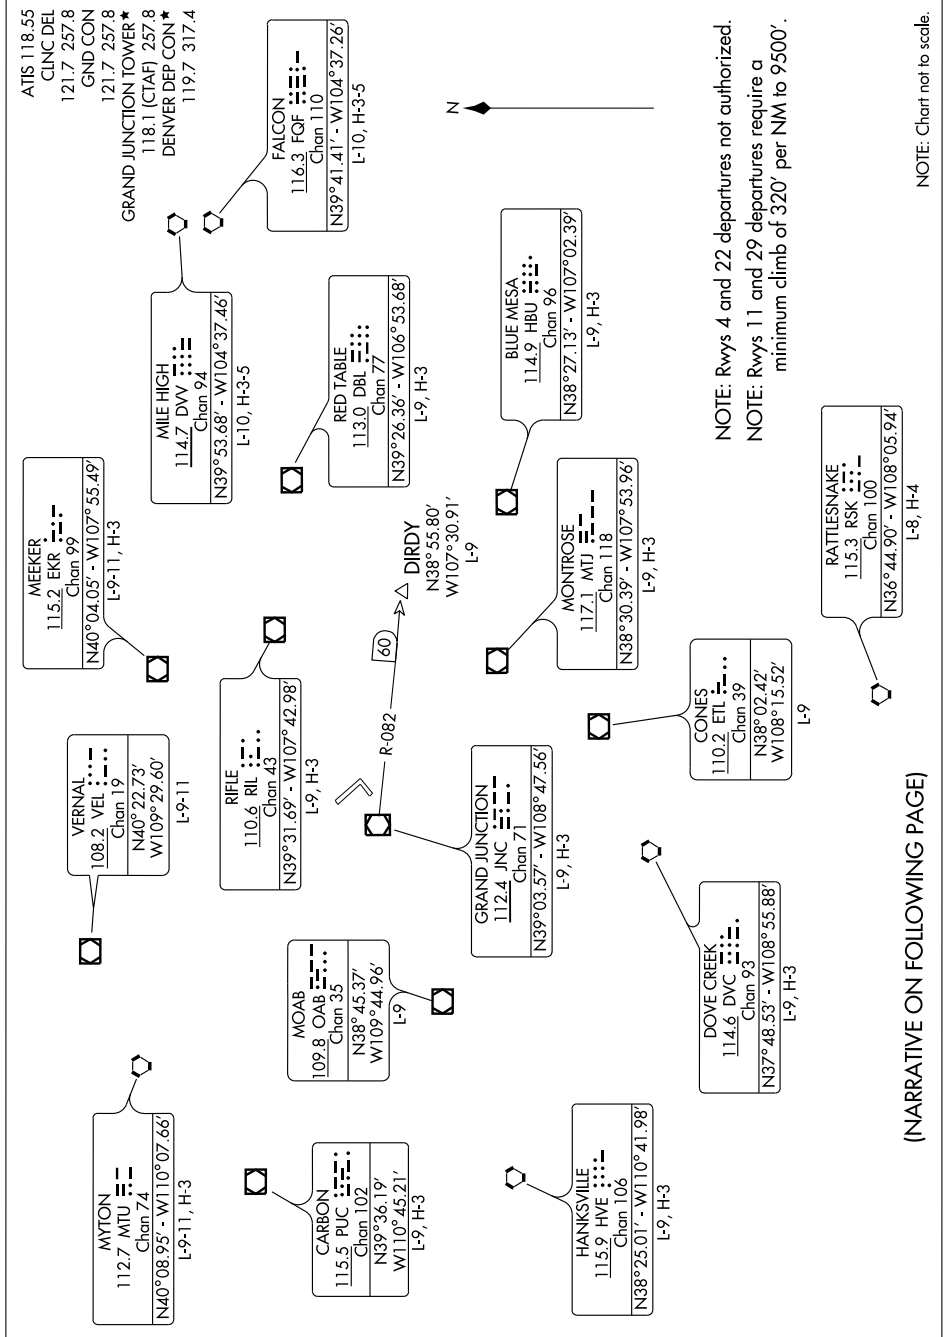 ATIS 118.55
CLNC DEL
121.7 257.8
GND CON
121.7 257.8
GRAND JUNCTION TOWER★
118.1 (CTAF) 257.8
DENVER DEP CON★
119.7 317.4
MYTON
112.7 MTU
Chan 74
N40°08.95’ - W110°07.66’
L-9-11, H-3
VERNAL
108.2 VEL
Chan 19
N40° 22.73’
W109°29.60’
L-9-11
MEEKER
115.2 EKR
Chan 99
N40°04.05’ - W107°55.49’
L-9-11, H-3
MILE HIGH
114.7 DVV
Chan 94
N39°53.68’ - W104°37.46’
L-10, H-3-5
FALCON
116.3 FQF
Chan 110
N39°41.41’ - W104°37.26’
L-10, H-3-5
CARBON
115.5 PUC
Chan 102
N39°36.19’
W110°45.21’
L-9, H-3
MOAB
109.8 OAB
Chan 35
N38°45.37’
W109°44.96’
L-9
RIFLE
110.6 RIL
Chan 43
N39°31.69’ - W107°42.98’
L-9, H-3
RED TABLE
113.0 DBL
Chan 77
N39°26.36’ - W106°53.68’
L-9, H-3
N
R-082
60
DIRDY
N38°55.80’
W107°30.91’
L-9
GRAND JUNCTION
112.4 JNC
Chan 71
N39°03.57’ - W108°47.56’
L-9, H-3
BLUE MESA
114.9 HBU
Chan 96
N38°27.13’ - W107°02.39’
L-9, H-3
MONTROSE
117.1 MTJ
Chan 118
N38°30.39’ - W107°53.96’
L-9, H-3
HANKSVILLE
115.9 HVE
Chan 106
N38°25.01’ - W110°41.98’
L-9, H-3
CONES
110.2 ETL
Chan 39
N38°02.42’
W108°15.52’
L-9
DOVE CREEK
114.6 DVC
Chan 93
N37°48.53’ - W108°55.88’
L-9, H-3
RATTLESNAKE
115.3 RSK
Chan 100
N36°44.90’ - W108°05.94’
L-8, H-4
NOTE: Rwys 4 and 22 departures not authorized.
NOTE: Rwys 11 and 29 departures require a
minimum climb of 320’ per NM to 9500’.
(NARRATIVE ON FOLLOWING PAGE)
NOTE: Chart not to scale.